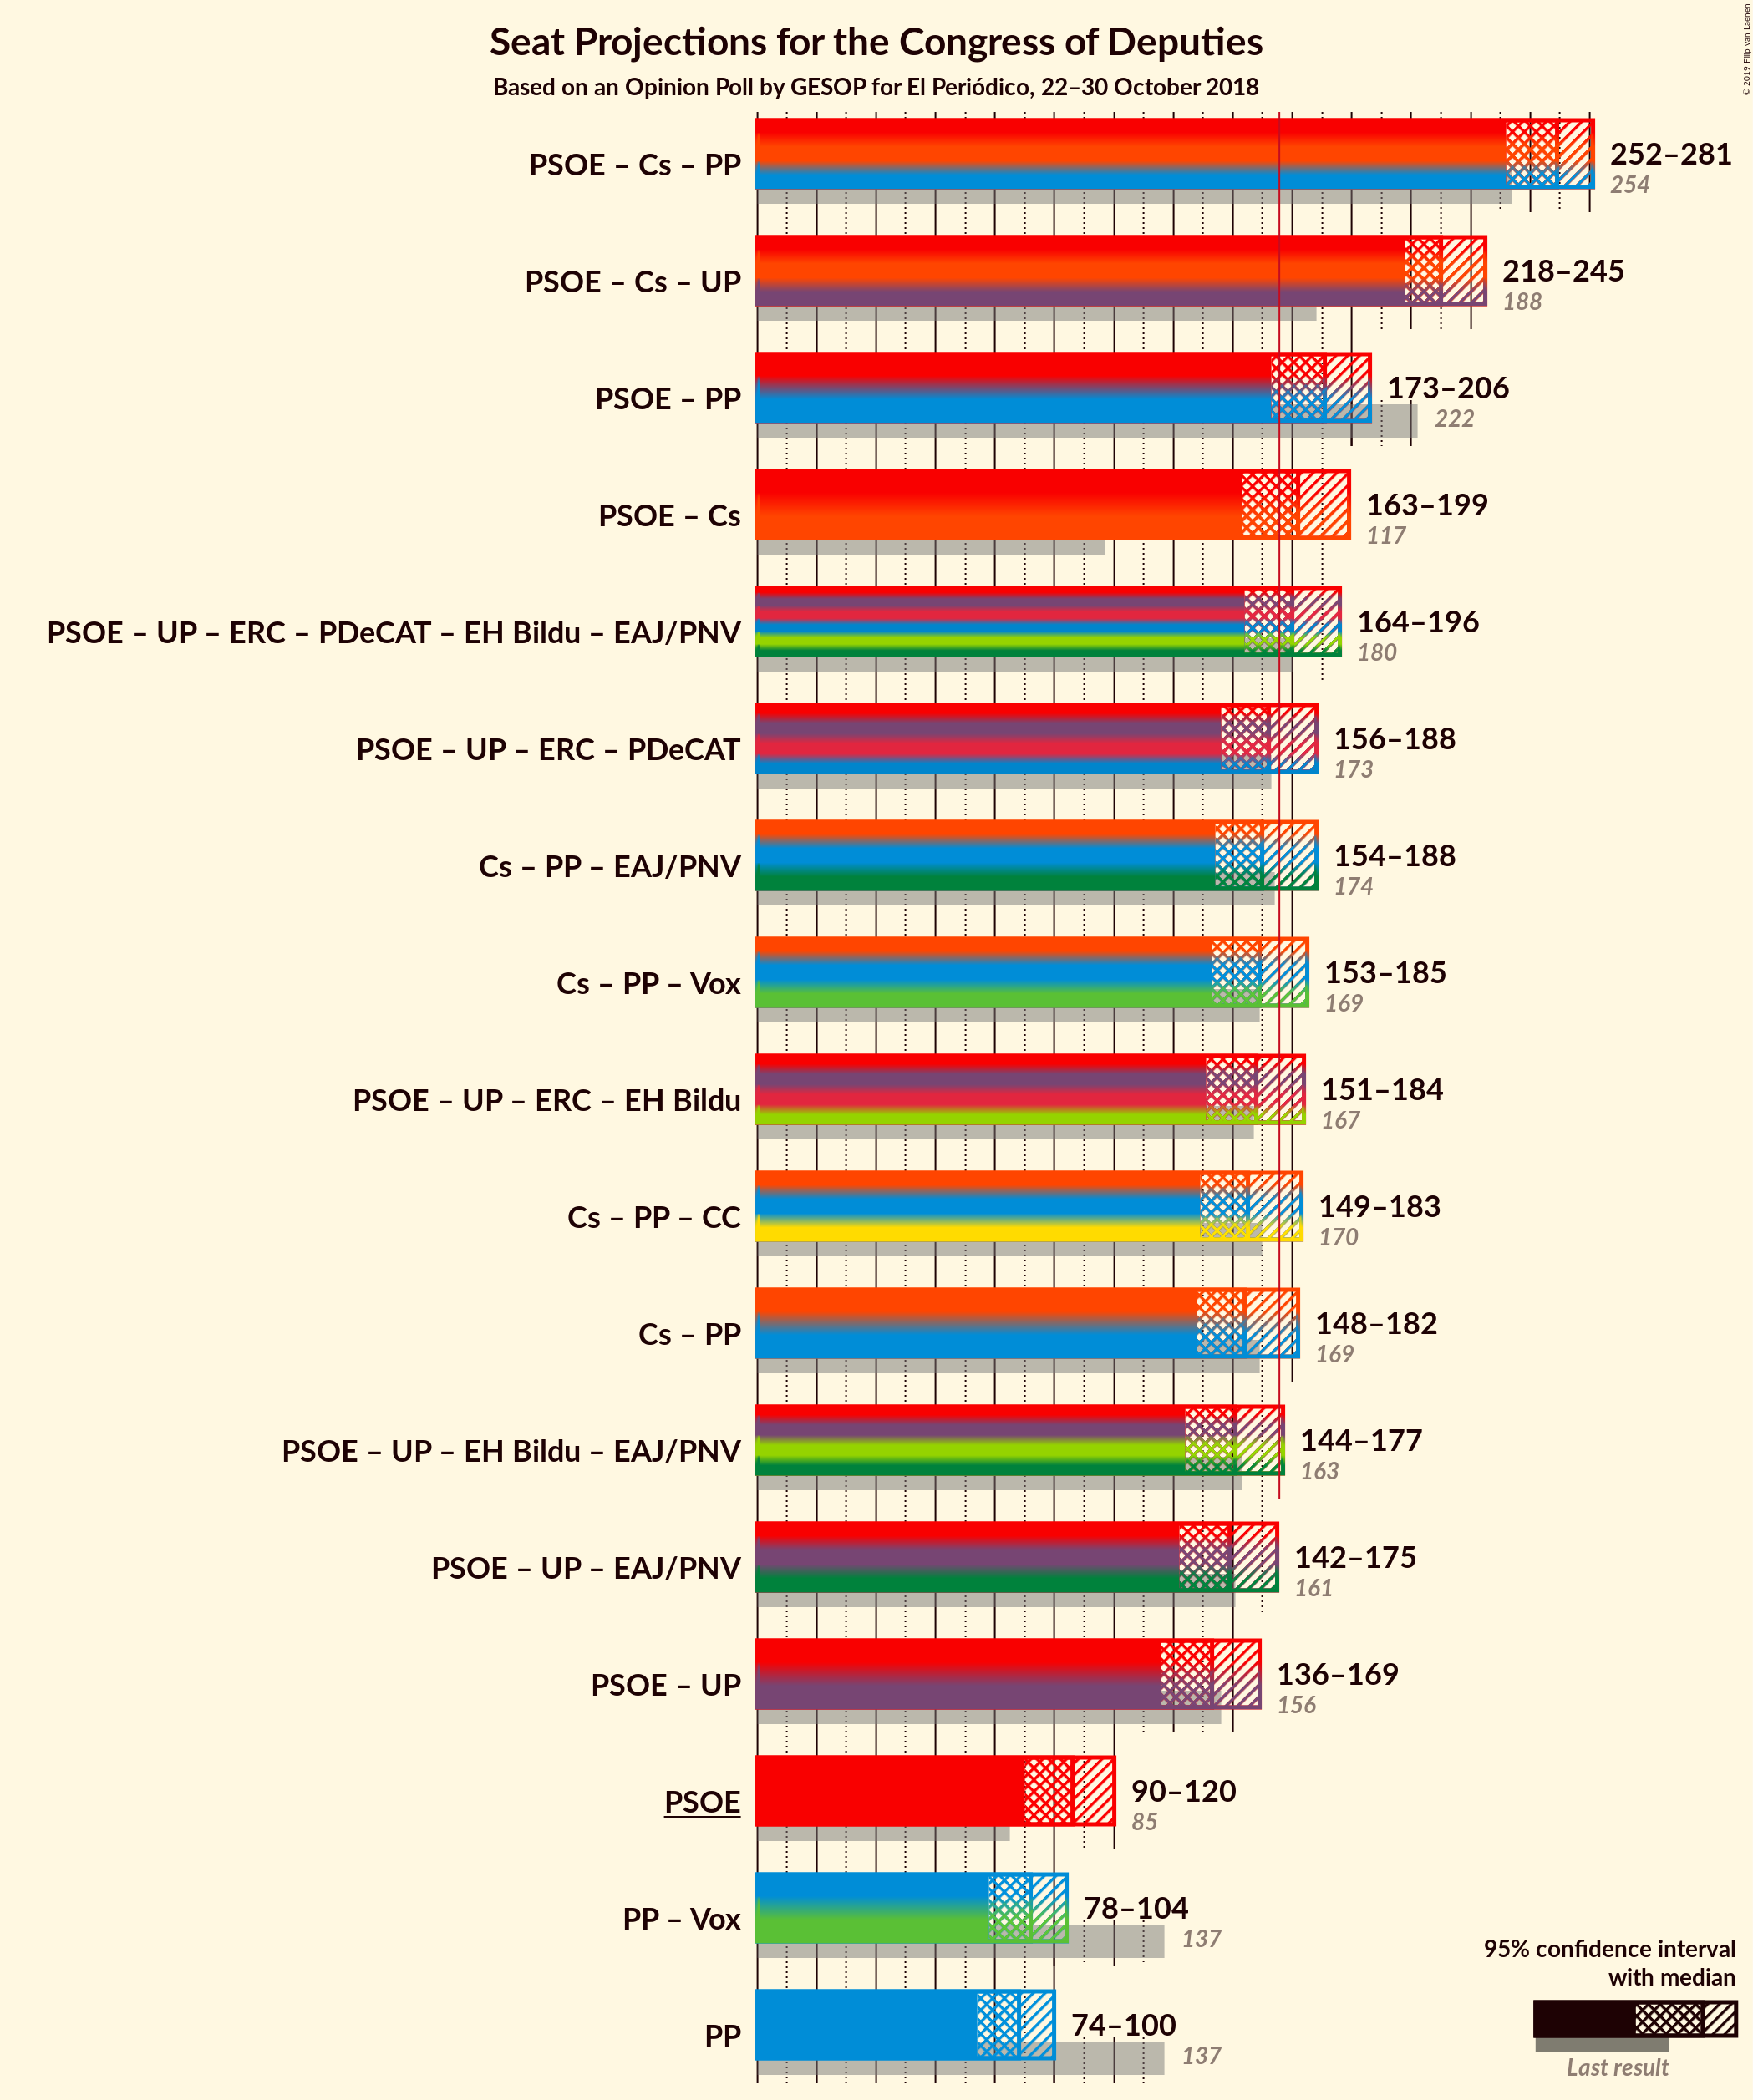 Seat Projections for the Congress of Deputies
Based on an Opinion Poll by GESOP for El Periódico, 22–30 October 2018
© 2019 Filip van Laenen
PSOE – Cs – PP
252–281
254
PSOE – Cs – UP
218–245
188
PSOE – PP
173–206
222
PSOE – Cs
163–199
117
PSOE – UP – ERC – PDeCAT – EH Bildu – EAJ/PNV
164–196
180
PSOE – UP – ERC – PDeCAT
156–188
173
Cs – PP – EAJ/PNV
154–188
174
Cs – PP – Vox
153–185
169
PSOE – UP – ERC – EH Bildu
151–184
167
Cs – PP – CC
149–183
170
Cs – PP
148–182
169
PSOE – UP – EH Bildu – EAJ/PNV
144–177
163
PSOE – UP – EAJ/PNV
142–175
161
PSOE – UP
136–169
156
PSOE
90–120
85
PP – Vox
78–104
137
PP
74–100
137
95% confidence interval
with median
Last result